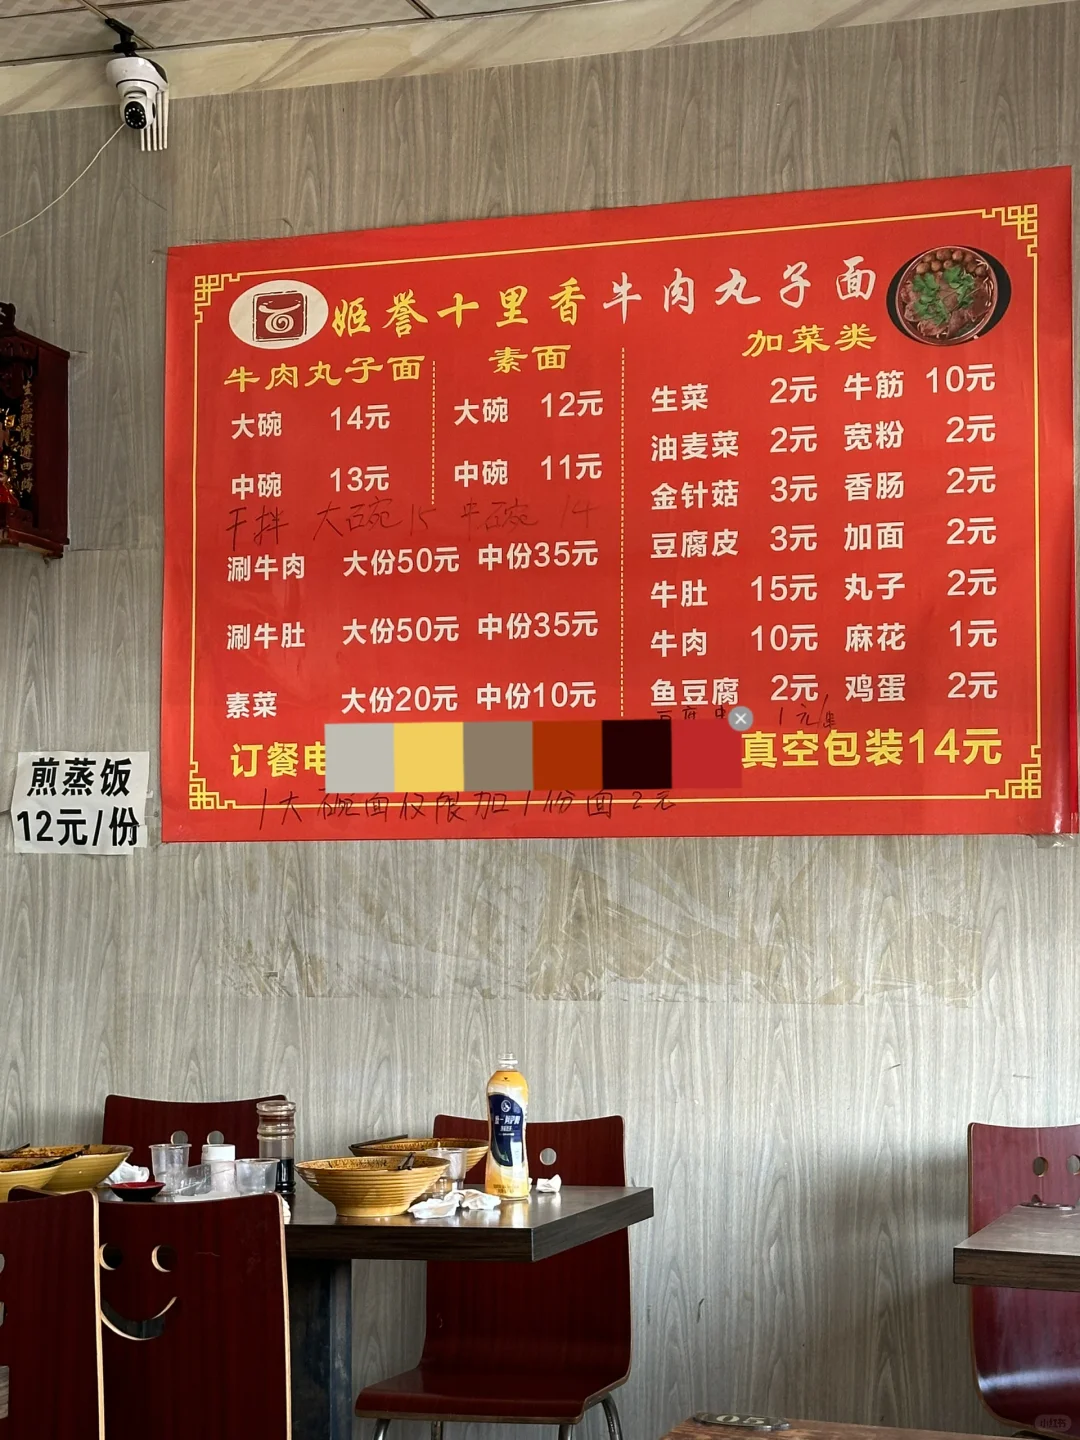 姬誉十里香牛肉丸子面
牛肉丸子面
大碗 14元
中碗 13元
素面
大碗 12元
中碗 11元
干拌 大碗15 中碗 14
涮牛肉 大份50元 中份35元
涮牛肚 大份50元 中份35元
素菜 大份20元 中份10元
加菜类
生菜 2元 牛筋 10元
油麦菜 2元 宽粉 2元
金针菇 3元 香肠 2元
豆腐皮 3元 加面 2元
牛肚 15元 丸子 2元
牛肉 10元 麻花 1元
鱼豆腐 2元 鸡蛋 2元
1元/串
订餐电
真空包装14元
1大碗面仅限加1份面2元
煎蒸饭
12元/份
05
小红书